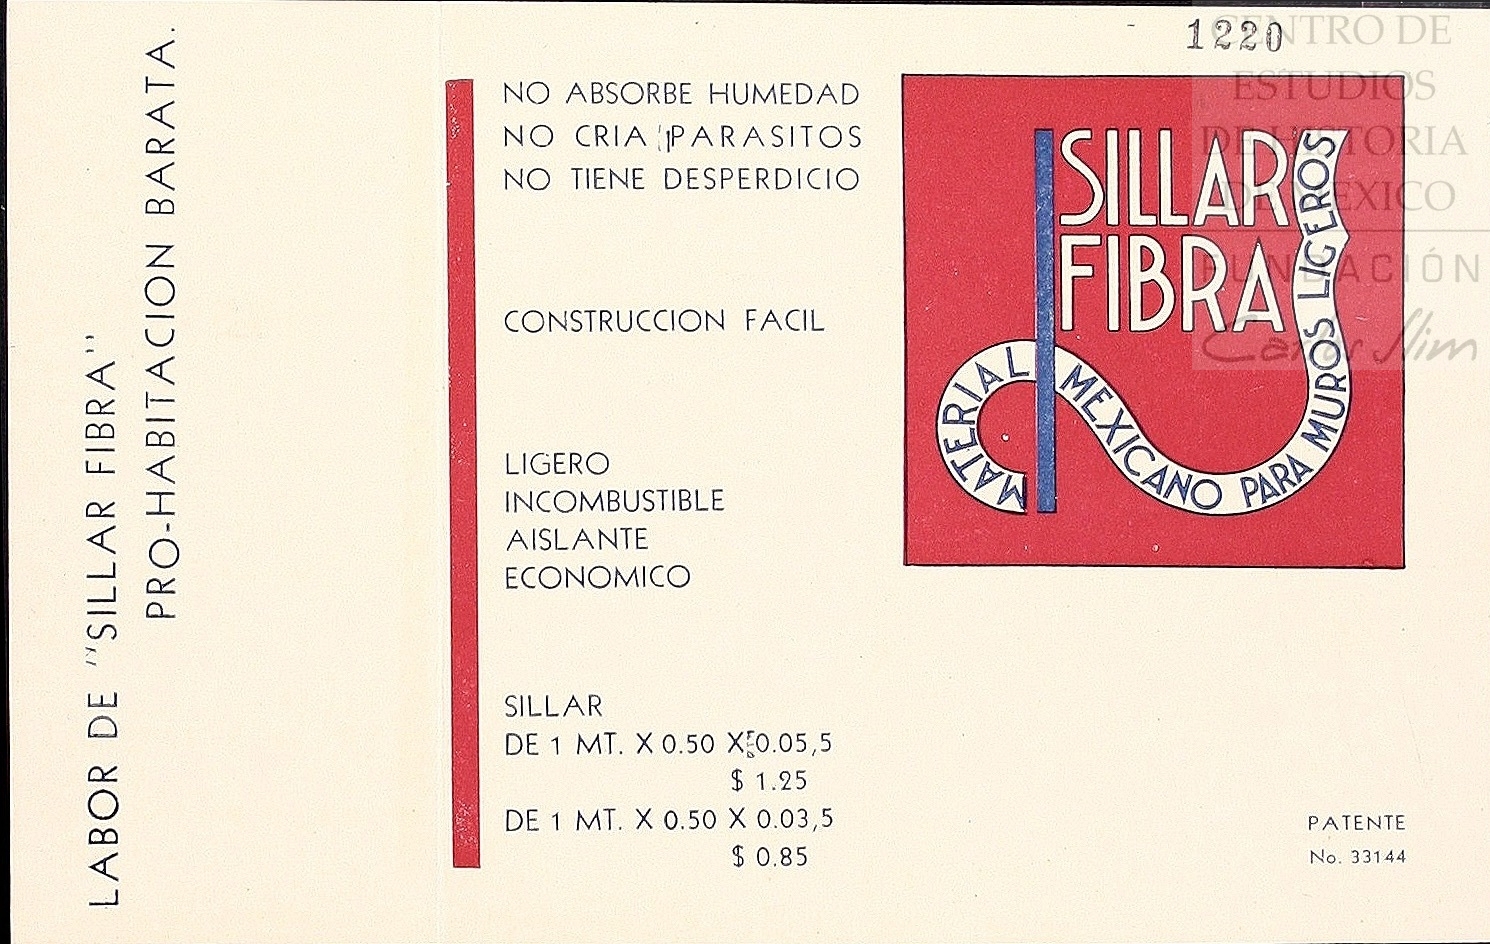 LABOR DE "SILLAR FIBRA"
PRO-HABITACION BARATA.
NO ABSORBE HUMEDAD
NO CRIA PARASITOS
NO TIENE DESPERDICIO
CONSTRUCCION FACIL
LIGERO
INCOMBUSTIBLE
AISLANTE
ECONOMICO
SILLAR
DE 1 MT. X 0.50 X 0.05,5
$ 1.25
DE 1 MT. X 0.50 X 0.03,5
$ 0.85
1220
SILLAR
FIBRA
MATERIAL MEXICANO PARA MUROS LIGEROS
PATENTE
No. 33144
CENTRO DE
ESTUDIOS
DE HISTORIA
DE MEXICO
FUNDACIÓN
Carlos Slim